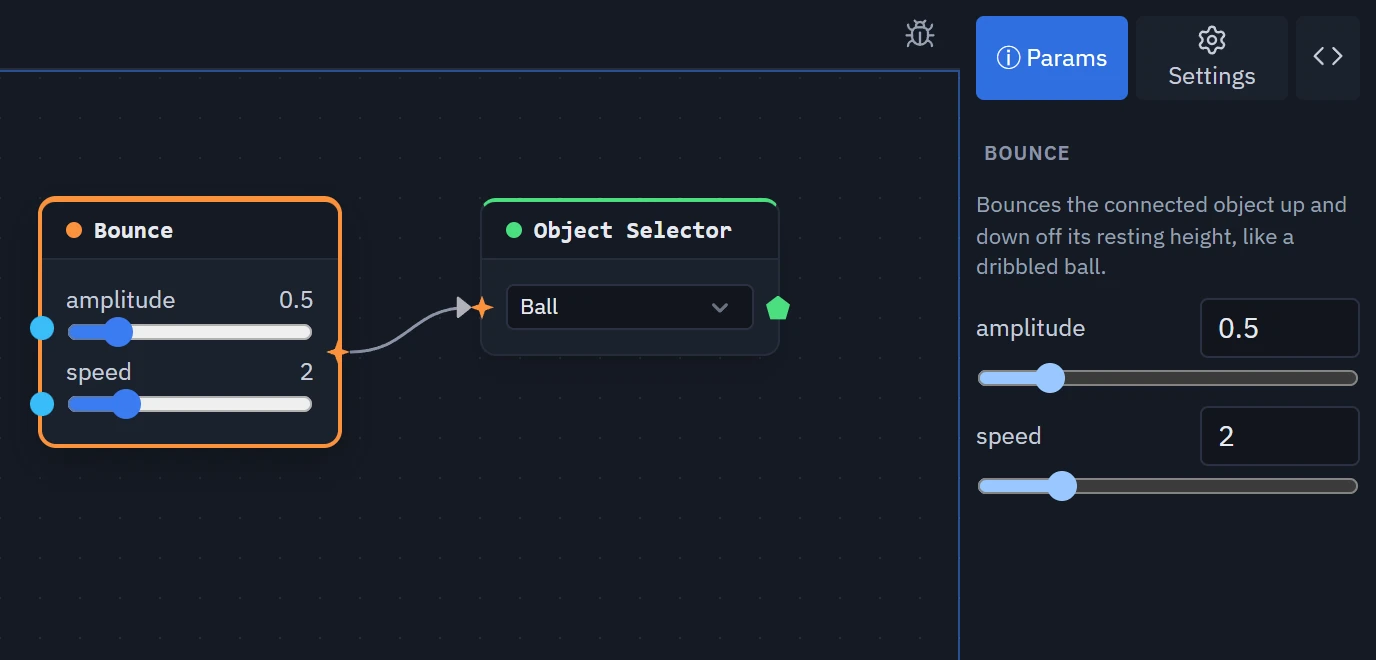 Params
Settings
BOUNCE
Bounces the connected object up and
down off its resting height, like a
dribbled ball.
amplitude 0.5
speed 2
Bounce
amplitude 0.5
speed 2
Object Selector
Ball